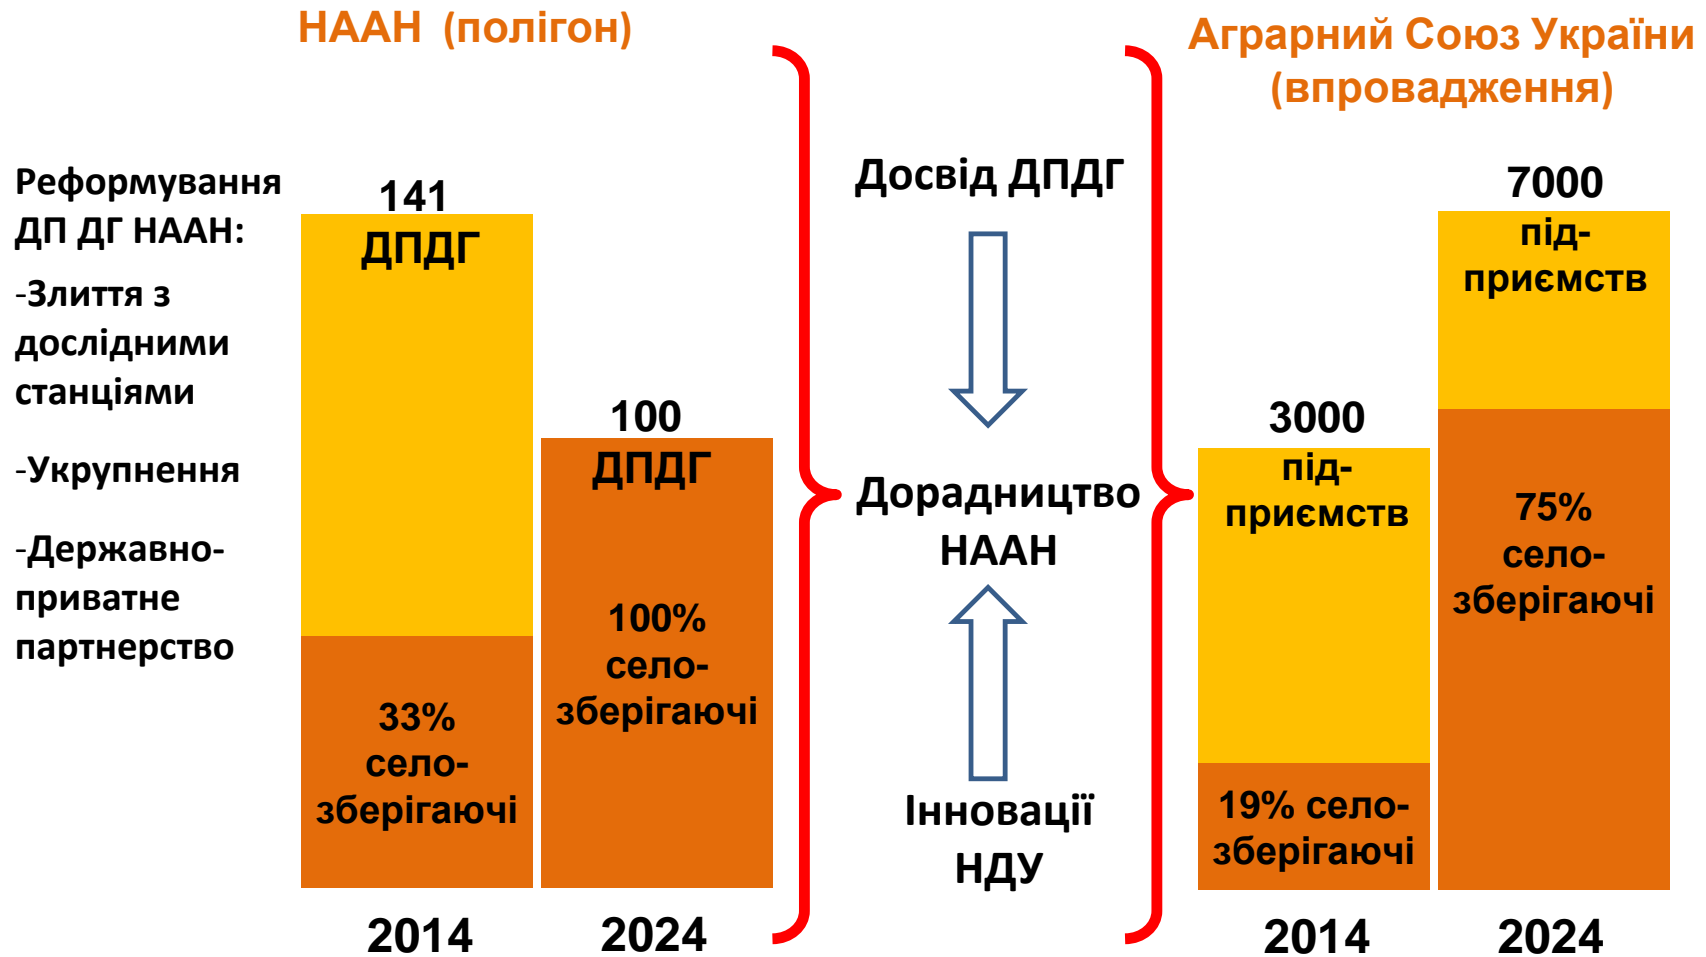 НААН (полігон)
Реформування
ДП ДГ НААН:
-Злиття з
дослідними
станціями
-Укрупнення
-Державно-
приватне
партнерство
141
ДПДГ
33%
село-
зберігаючі
2014
100
ДПДГ
100%
село-
зберігаючі
2024
Досвід ДПДГ
Дорадництво
НААН
Інновації
НДУ
Аграрний Союз України
(впровадження)
3000
під-
приємств
19% село-
зберігаючі
2014
7000
під-
приємств
75%
село-
зберігаючі
2024